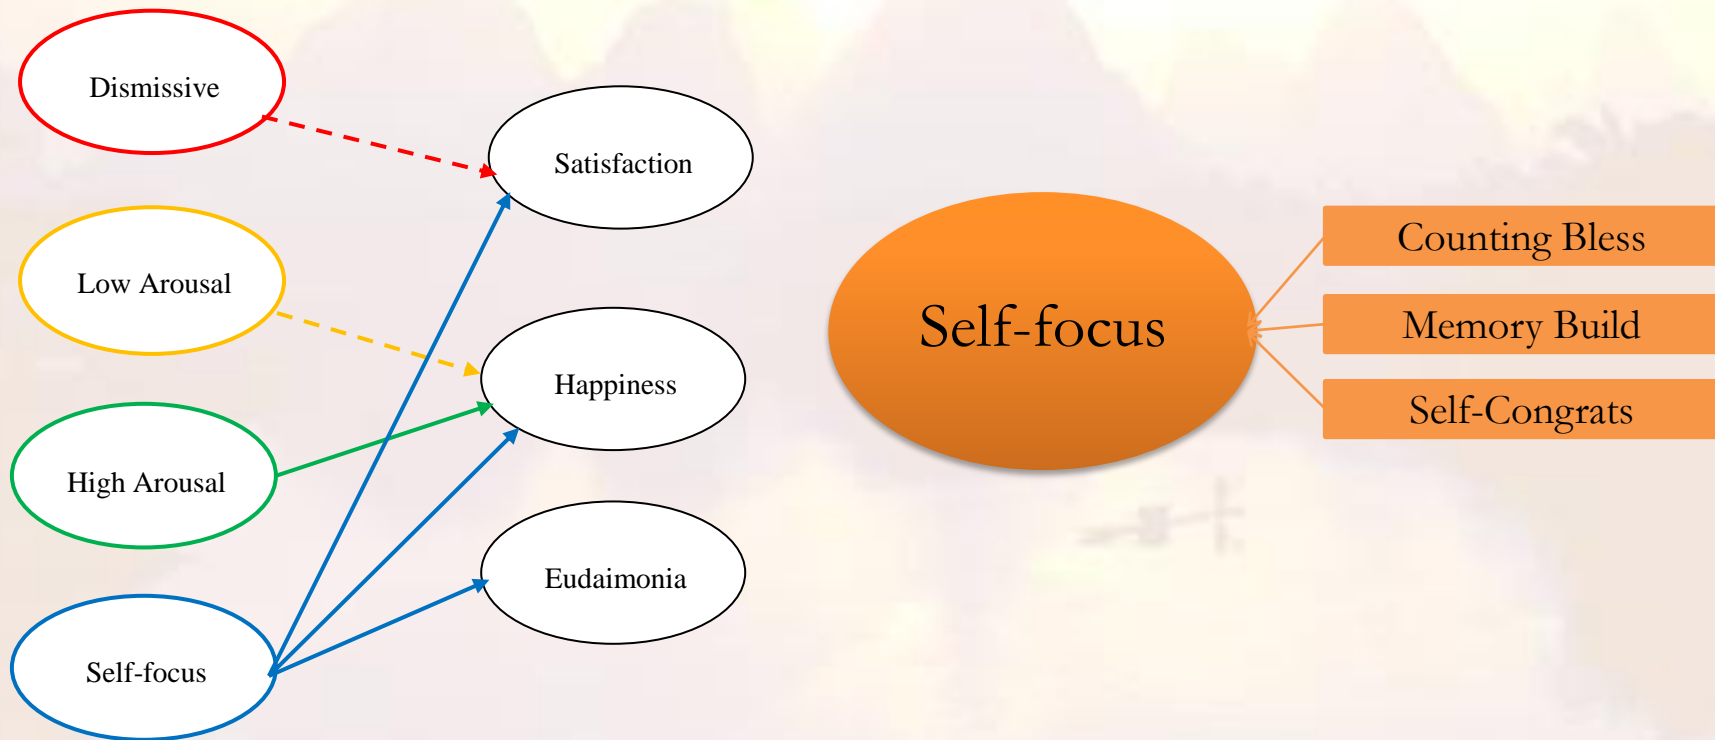 Dismissive
Satisfaction
Low Arousal
Happiness
High Arousal
Eudaimonia
Self-focus
Self-focus
Counting Bless
Memory Build
Self-Congrats